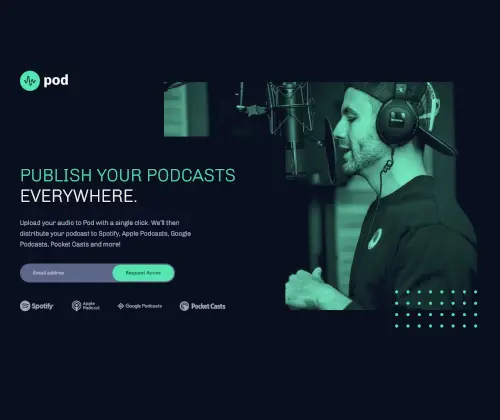 pod
PUBLISH YOUR PODCASTS
EVERYWHERE.
Upload your audio to Pod with a single click. We'll then
distribute your podcast to Spotify, Apple Podcasts, Google
Podcasts, Pocket Casts and more!
Email address
Request Access
Spotify
Apple
Podcast
Google Podcasts
Pocket Casts